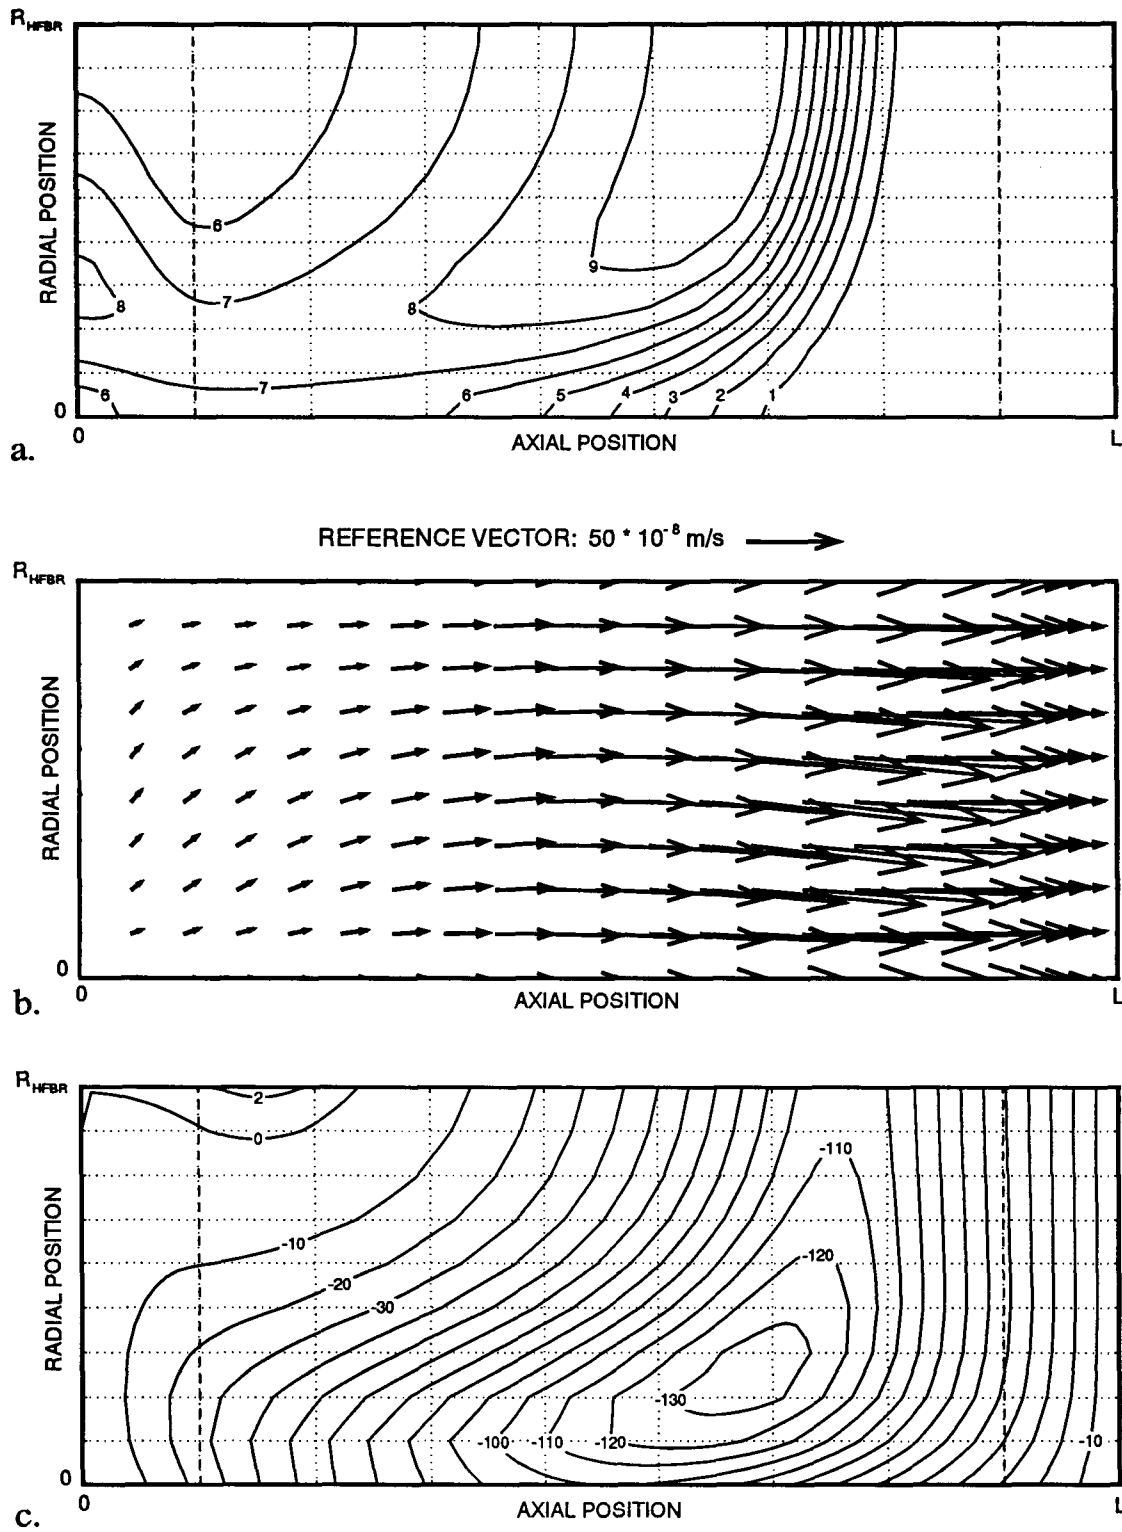 R_HFBR
6
7
8
8
9
7
6
6
5
4
3
2
1
RADIAL POSITION
0
0
AXIAL POSITION
L
a.
REFERENCE VECTOR: 50 * 10^-8 m/s
R_HFBR
RADIAL POSITION
0
0
AXIAL POSITION
L
b.
R_HFBR
2
0
-110
-10
-120
-20
-30
-130
-100
-110
-120
-10
RADIAL POSITION
0
0
AXIAL POSITION
L
c.